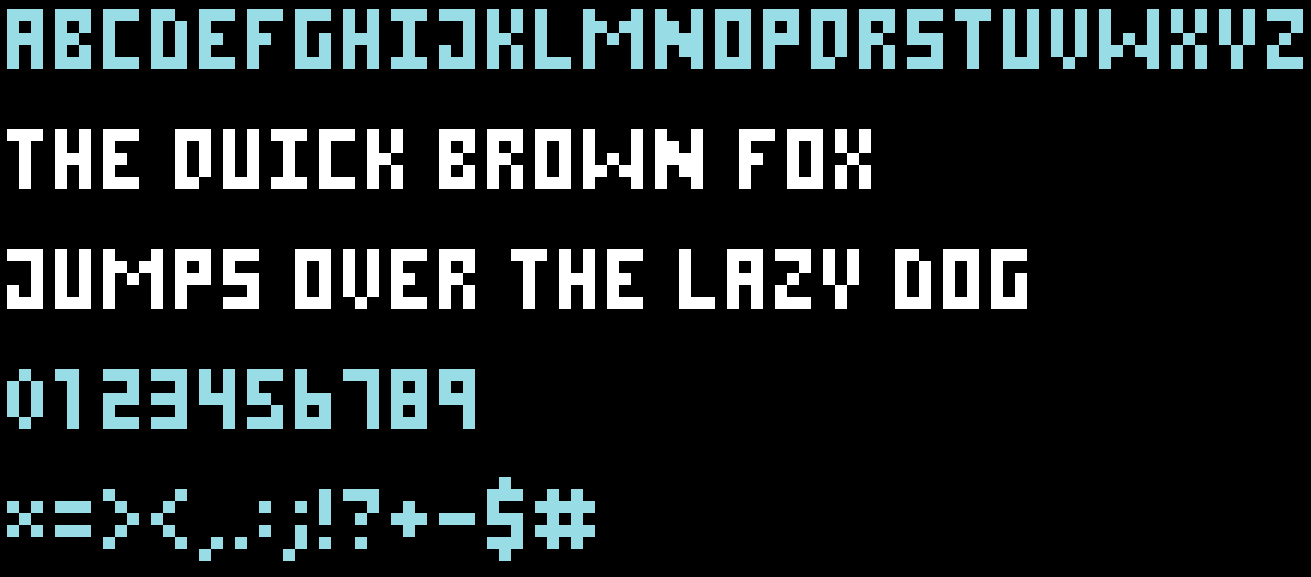 ABCDEFGHIJKLMNOPQRSTUVWXYZ
THE QUICK BROWN FOX
JUMPS OVER THE LAZY DOG
0123456789
x=><,.:;!?+-$#